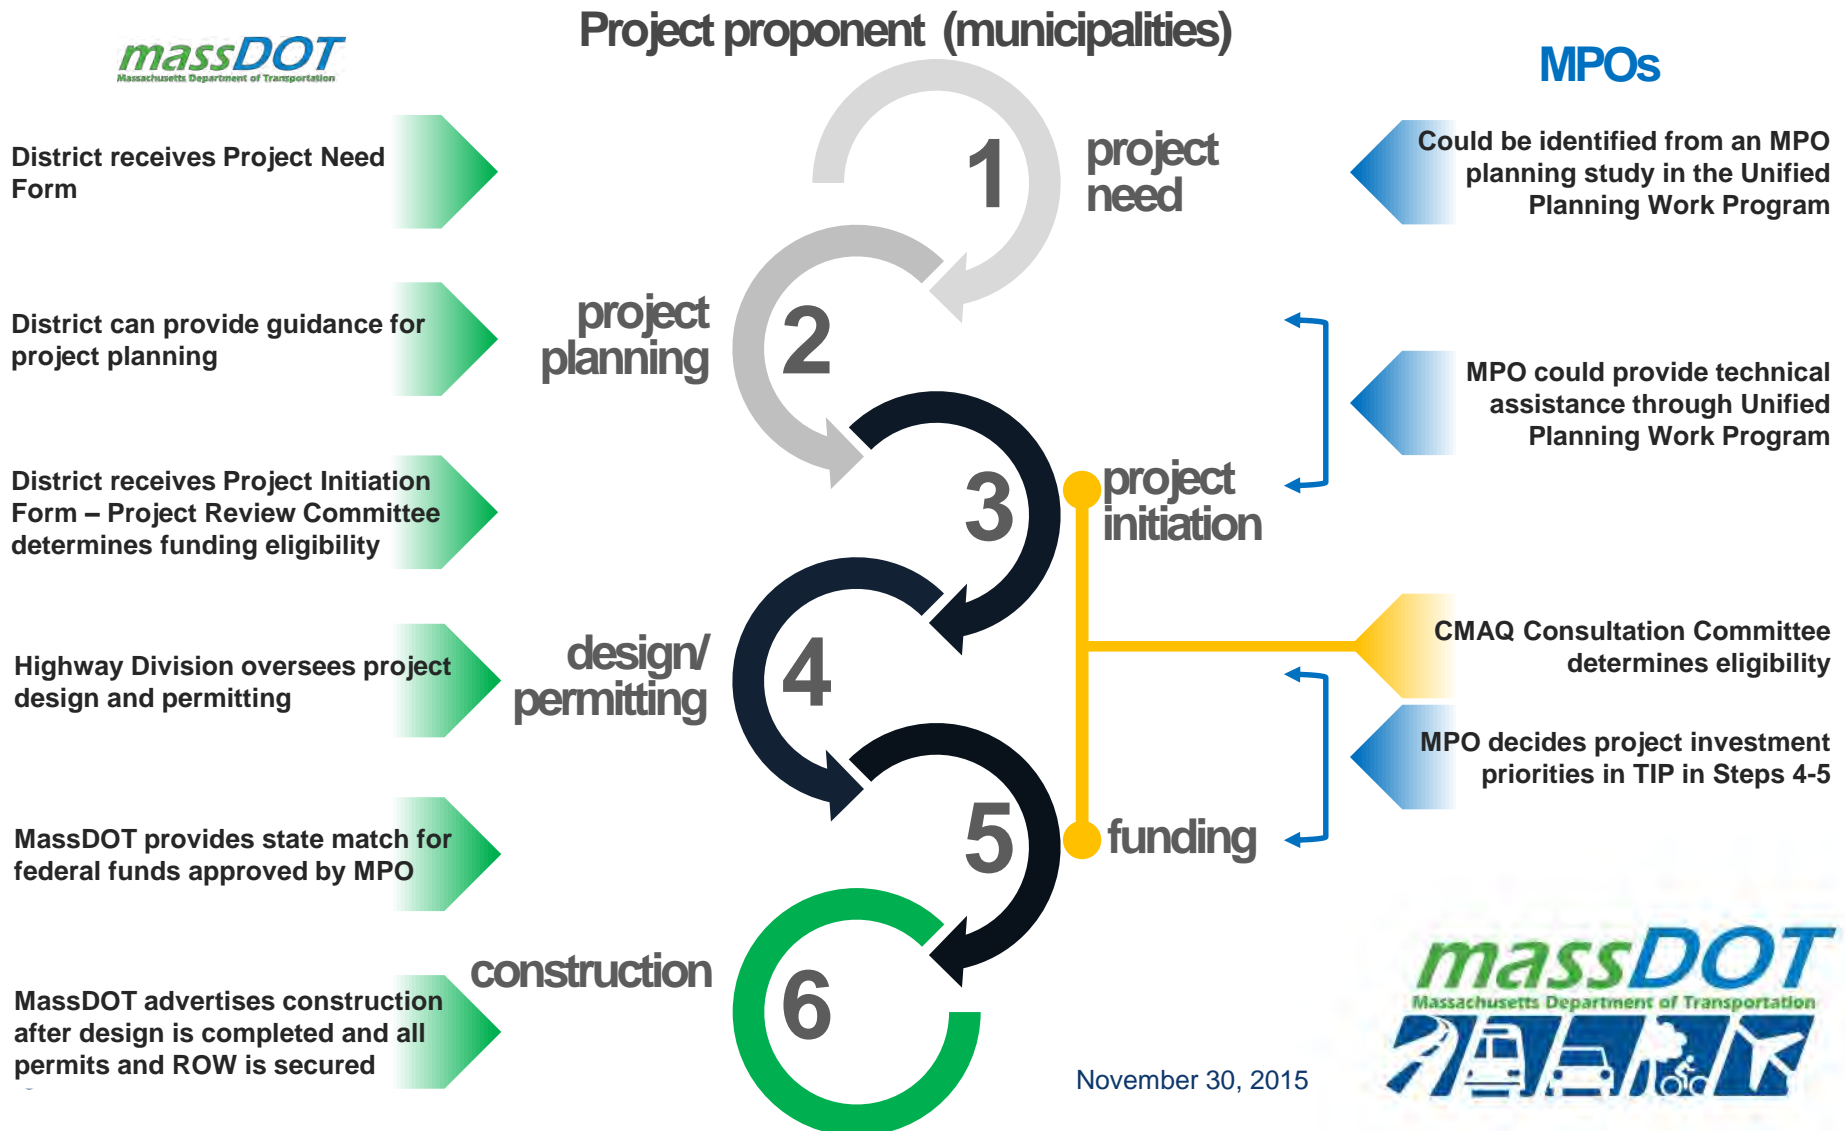 Project proponent (municipalities)
massDOT
Massachusetts Department of Transportation
MPOs
District receives Project Need
Form
1
project
need
Could be identified from an MPO
planning study in the Unified
Planning Work Program
District can provide guidance for
project planning
project
planning
2
MPO could provide technical
assistance through Unified
Planning Work Program
District receives Project Initiation
Form – Project Review Committee
determines funding eligibility
3
project
initiation
Highway Division oversees project
design and permitting
design/
permitting
4
CMAQ Consultation Committee
determines eligibility
MPO decides project investment
priorities in TIP in Steps 4-5
MassDOT provides state match for
federal funds approved by MPO
5
funding
MassDOT advertises construction
after design is completed and all
permits and ROW is secured
construction
6
November 30, 2015
massDOT
Massachusetts Department of Transportation